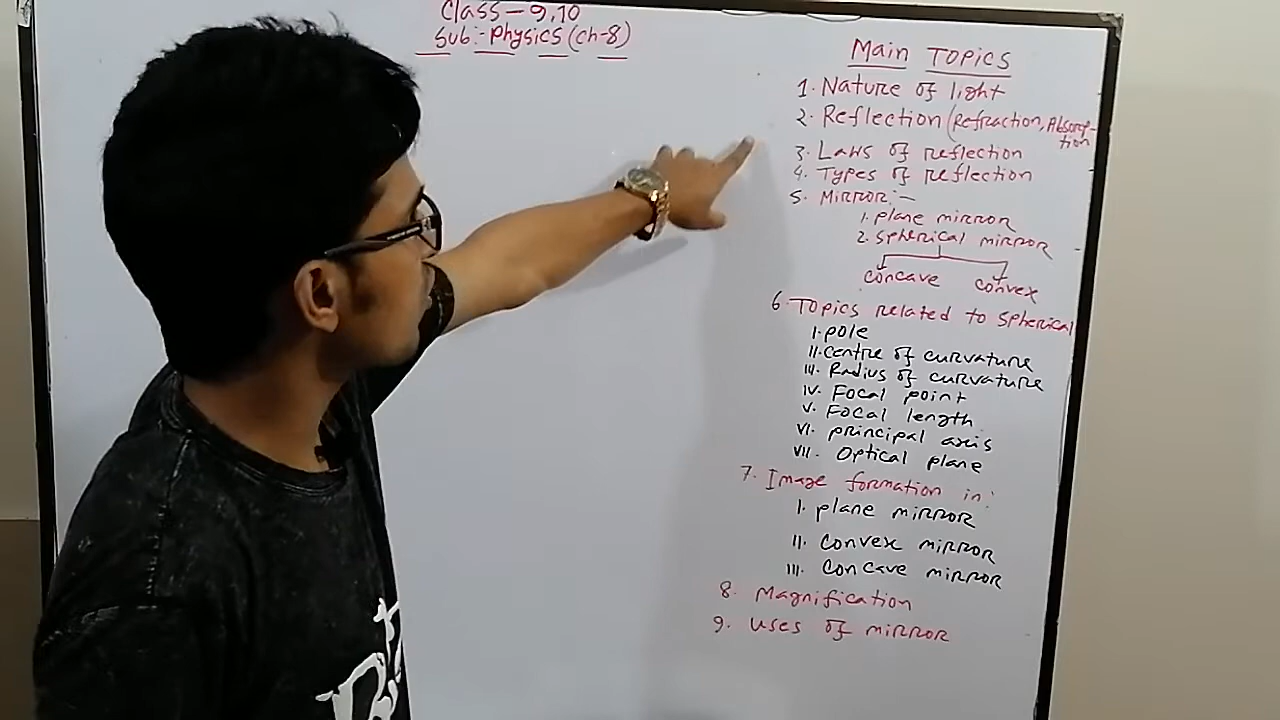 Class - 9,10
Sub:- Physics (ch-8)
Main Topics
1. Nature of light
2. Reflection (Refraction, Absorp-
tion
3. Laws of reflection
4. Types of reflection
5. Mirror:-
1. plane mirror
2. spherical mirror
concave convex
6. Topics related to spherical
I. pole
II. Centre of curvature
III. Radius of curvature
IV. Focal point
V. Focal length
VI. principal axis
VII. Optical plane
7. Image formation in:
I. plane mirror
II. Convex mirror
III. Concave mirror
8. Magnification
9. Uses of mirror